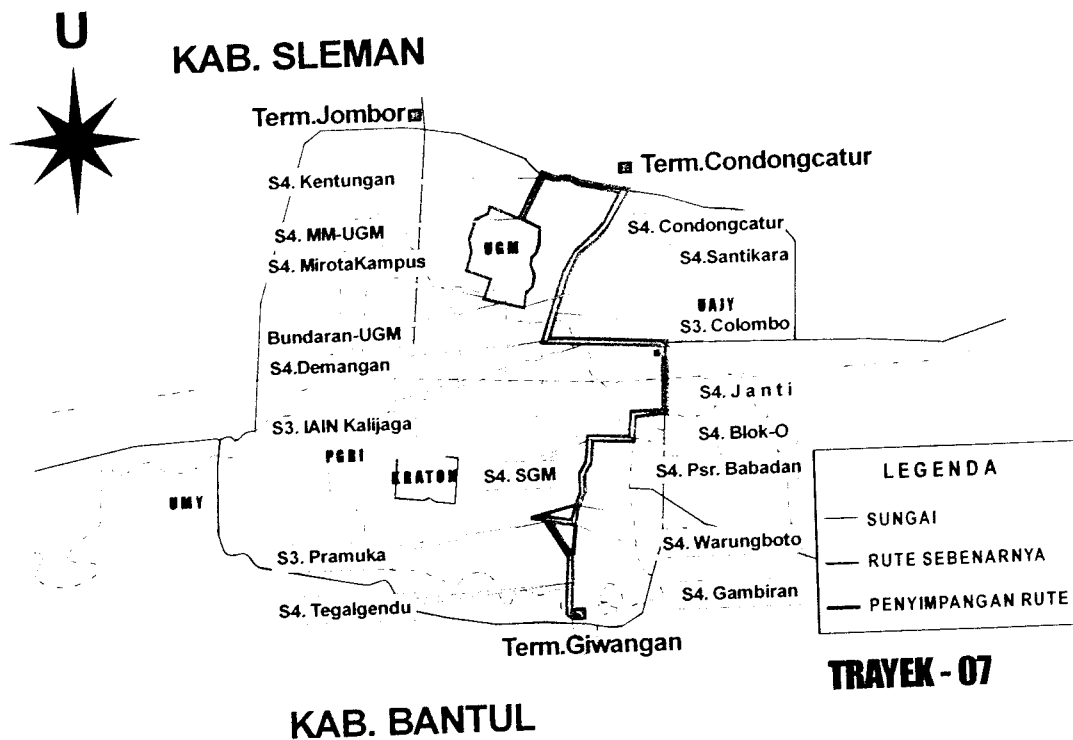 U
KAB. SLEMAN
Term.Jombor
Term.Condongcatur
S4. Kentungan
S4. MM-UGM
UGM
S4. Condongcatur
S4. MirotaKampus
S4.Santikara
UAJY
Bundaran-UGM
S3. Colombo
S4.Demangan
S4. J a n t i
S3. IAIN Kalijaga
S4. Blok-O
PGRI
KRATON
S4. SGM
S4. Psr. Babadan
UMY
S4. Warungboto
S3. Pramuka
S4. Gambiran
S4. Tegalgendu
Term.Giwangan
LEGENDA
SUNGAI
RUTE SEBENARNYA
PENYIMPANGAN RUTE
TRAYEK - 07
KAB. BANTUL